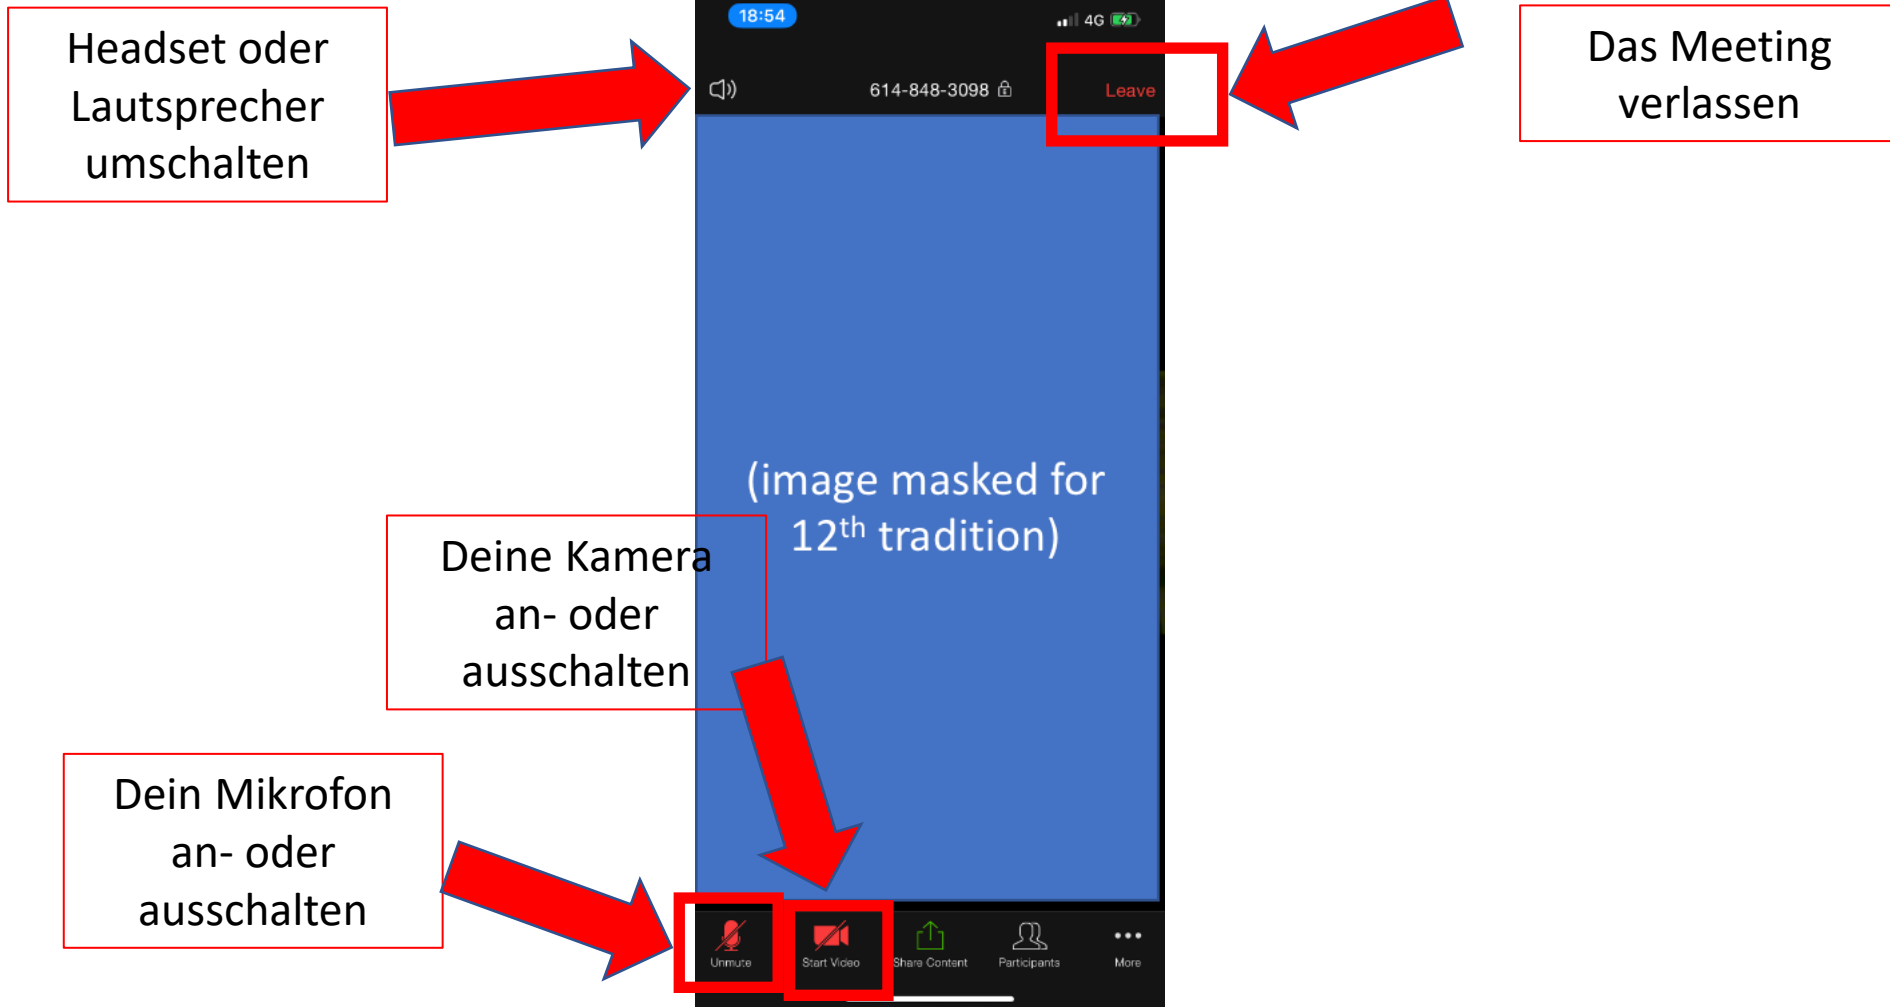 Headset oder
Lautsprecher
umschalten
18:54
4G
614-848-3098
Leave
Das Meeting
verlassen
(image masked for
12th tradition)
Deine Kamera
an- oder
ausschalten
Dein Mikrofon
an- oder
ausschalten
Unmute
Start Video
Share Content
Participants
More